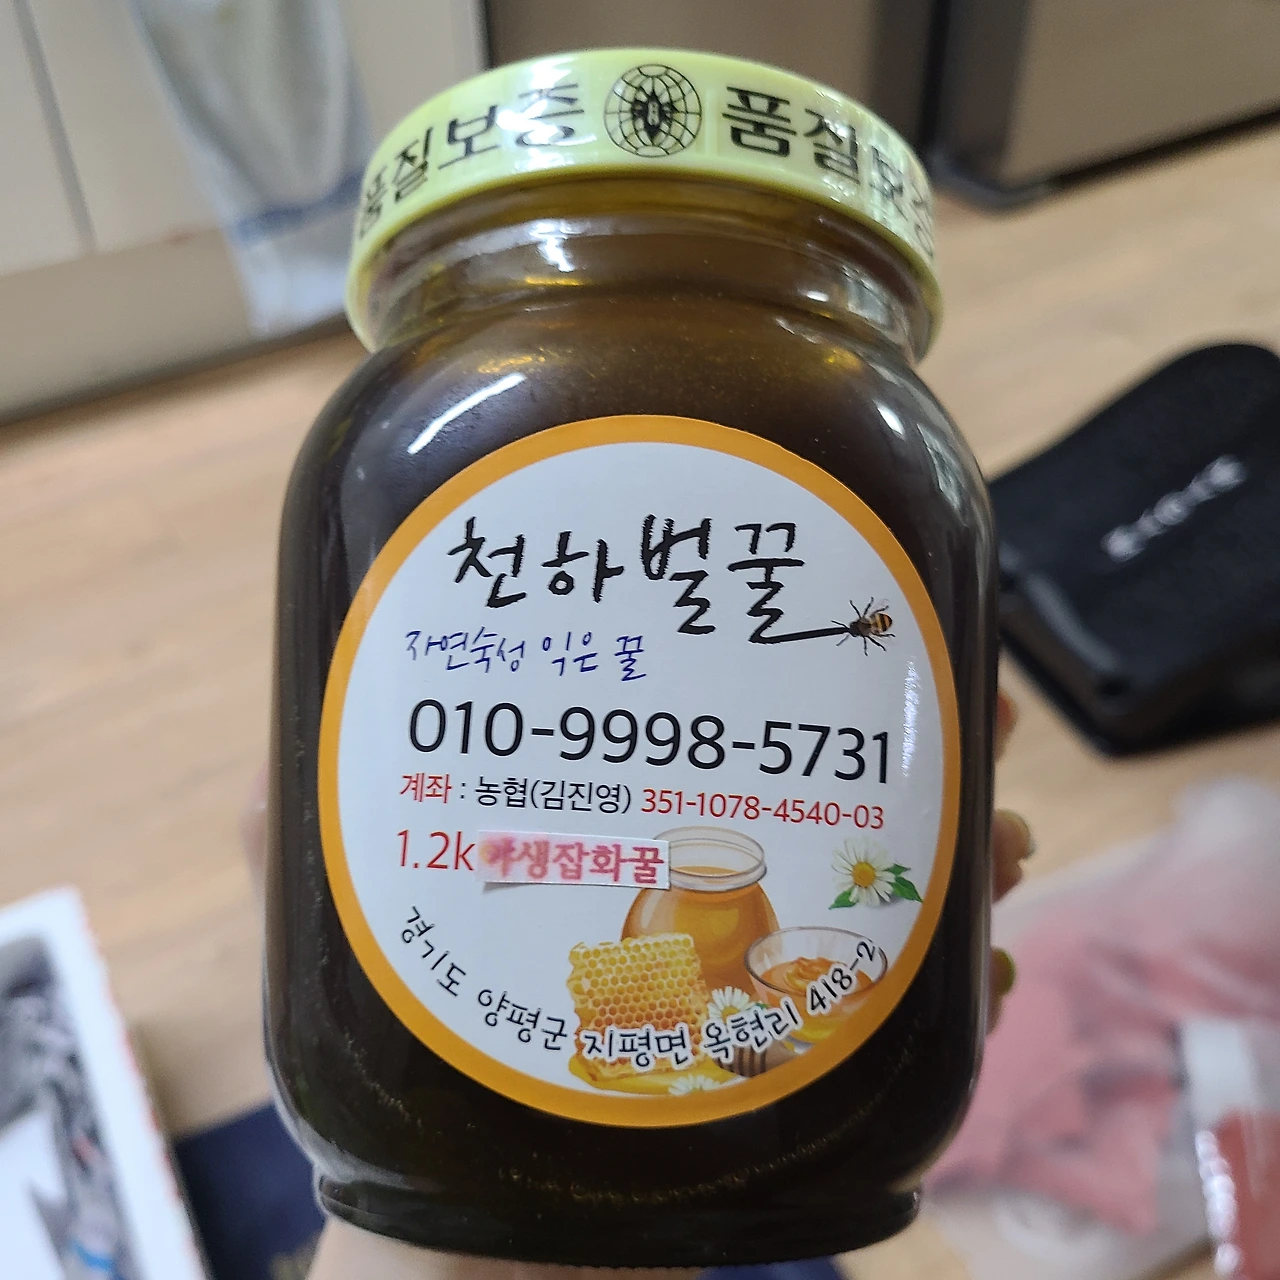 품질보증 품질보증
천하벌꿀
자연숙성 익은 꿀
010-9998-5731
계좌 : 농협(김진영) 351-1078-4540-03
1.2k 야생잡화꿀
경기도 양평군 지평면 옥현리 418-2